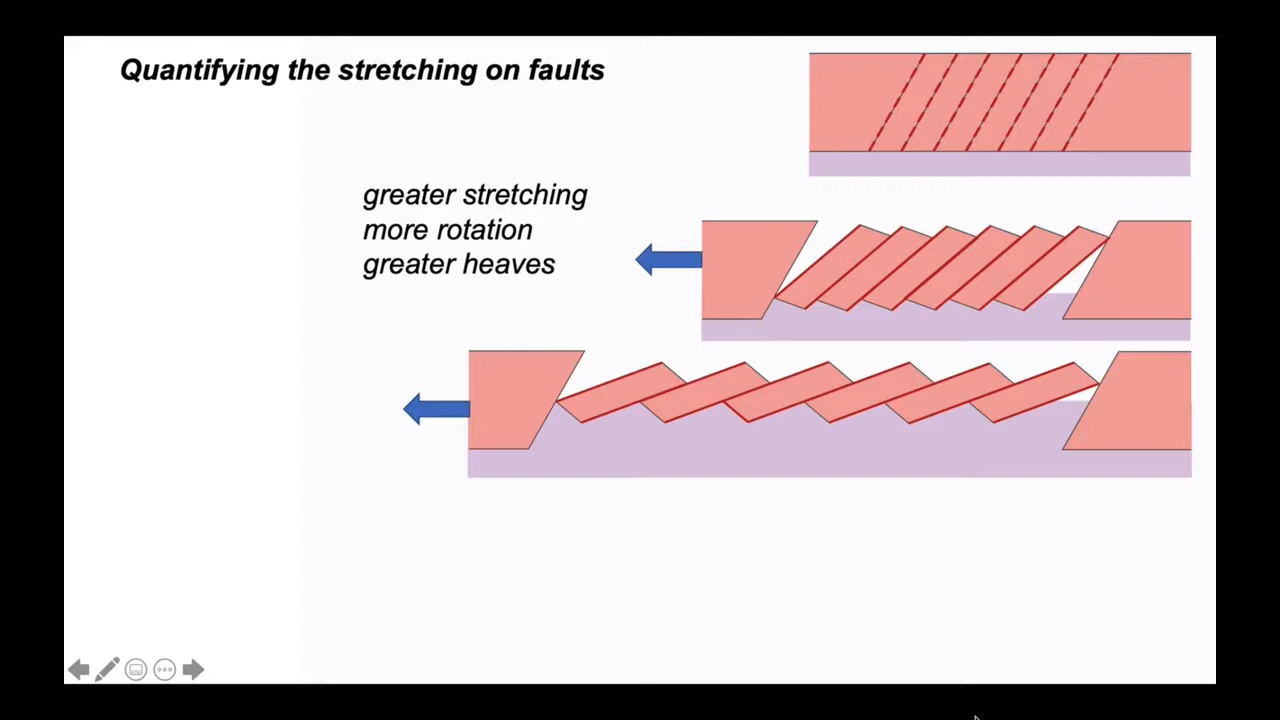 Quantifying the stretching on faults
greater stretching
more rotation
greater heaves